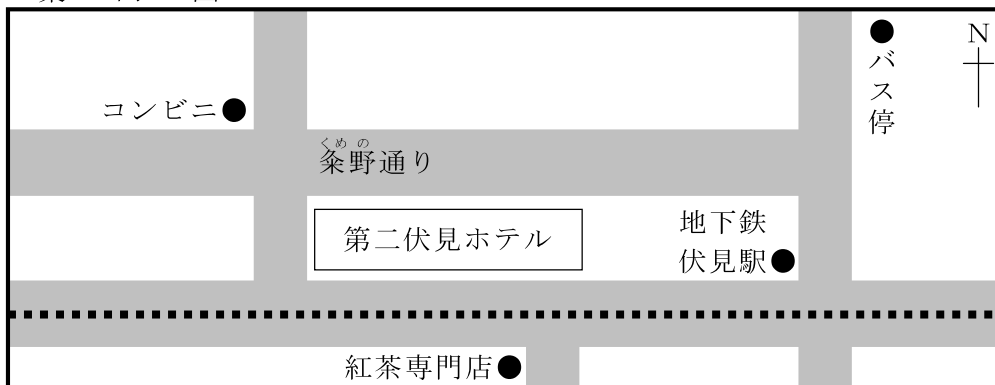 バス停
N
コンビニ
くめの
粂野通り
第二伏見ホテル
地下鉄
伏見駅
紅茶専門店